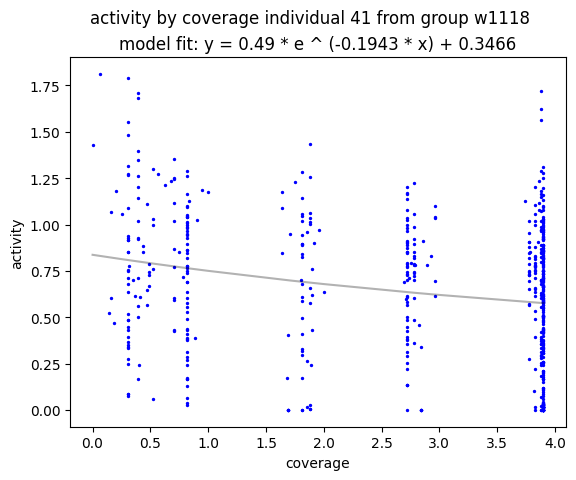 activity by coverage individual 41 from group w1118
model fit: y = 0.49 * e ^ (-0.1943 * x) + 0.3466
1.75
1.50
1.25
1.00
0.75
0.50
0.25
0.00
activity
0.0 0.5 1.0 1.5 2.0 2.5 3.0 3.5 4.0
coverage